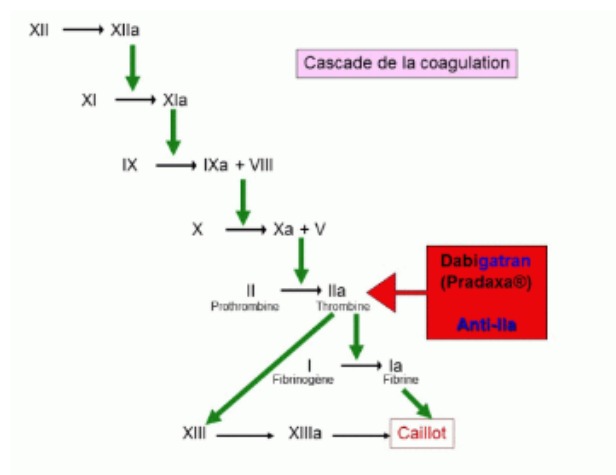 XII XIIa
Cascade de la coagulation
XI XIa
IX IXa + VIII
X Xa + V
Dabigatran
(Pradaxa®)
Anti-IIa
II IIa
Prothrombine Thrombine
I Ia
Fibrinogène Fibrine
XIII XIIIa Caillot